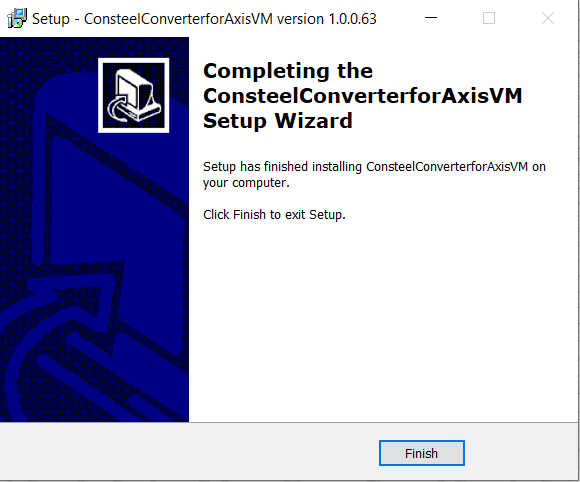 Setup - ConsteelConverterforAxisVM version 1.0.0.63
Completing the
ConsteelConverterforAxisVM
Setup Wizard
Setup has finished installing ConsteelConverterforAxisVM on
your computer.
Click Finish to exit Setup.
Finish